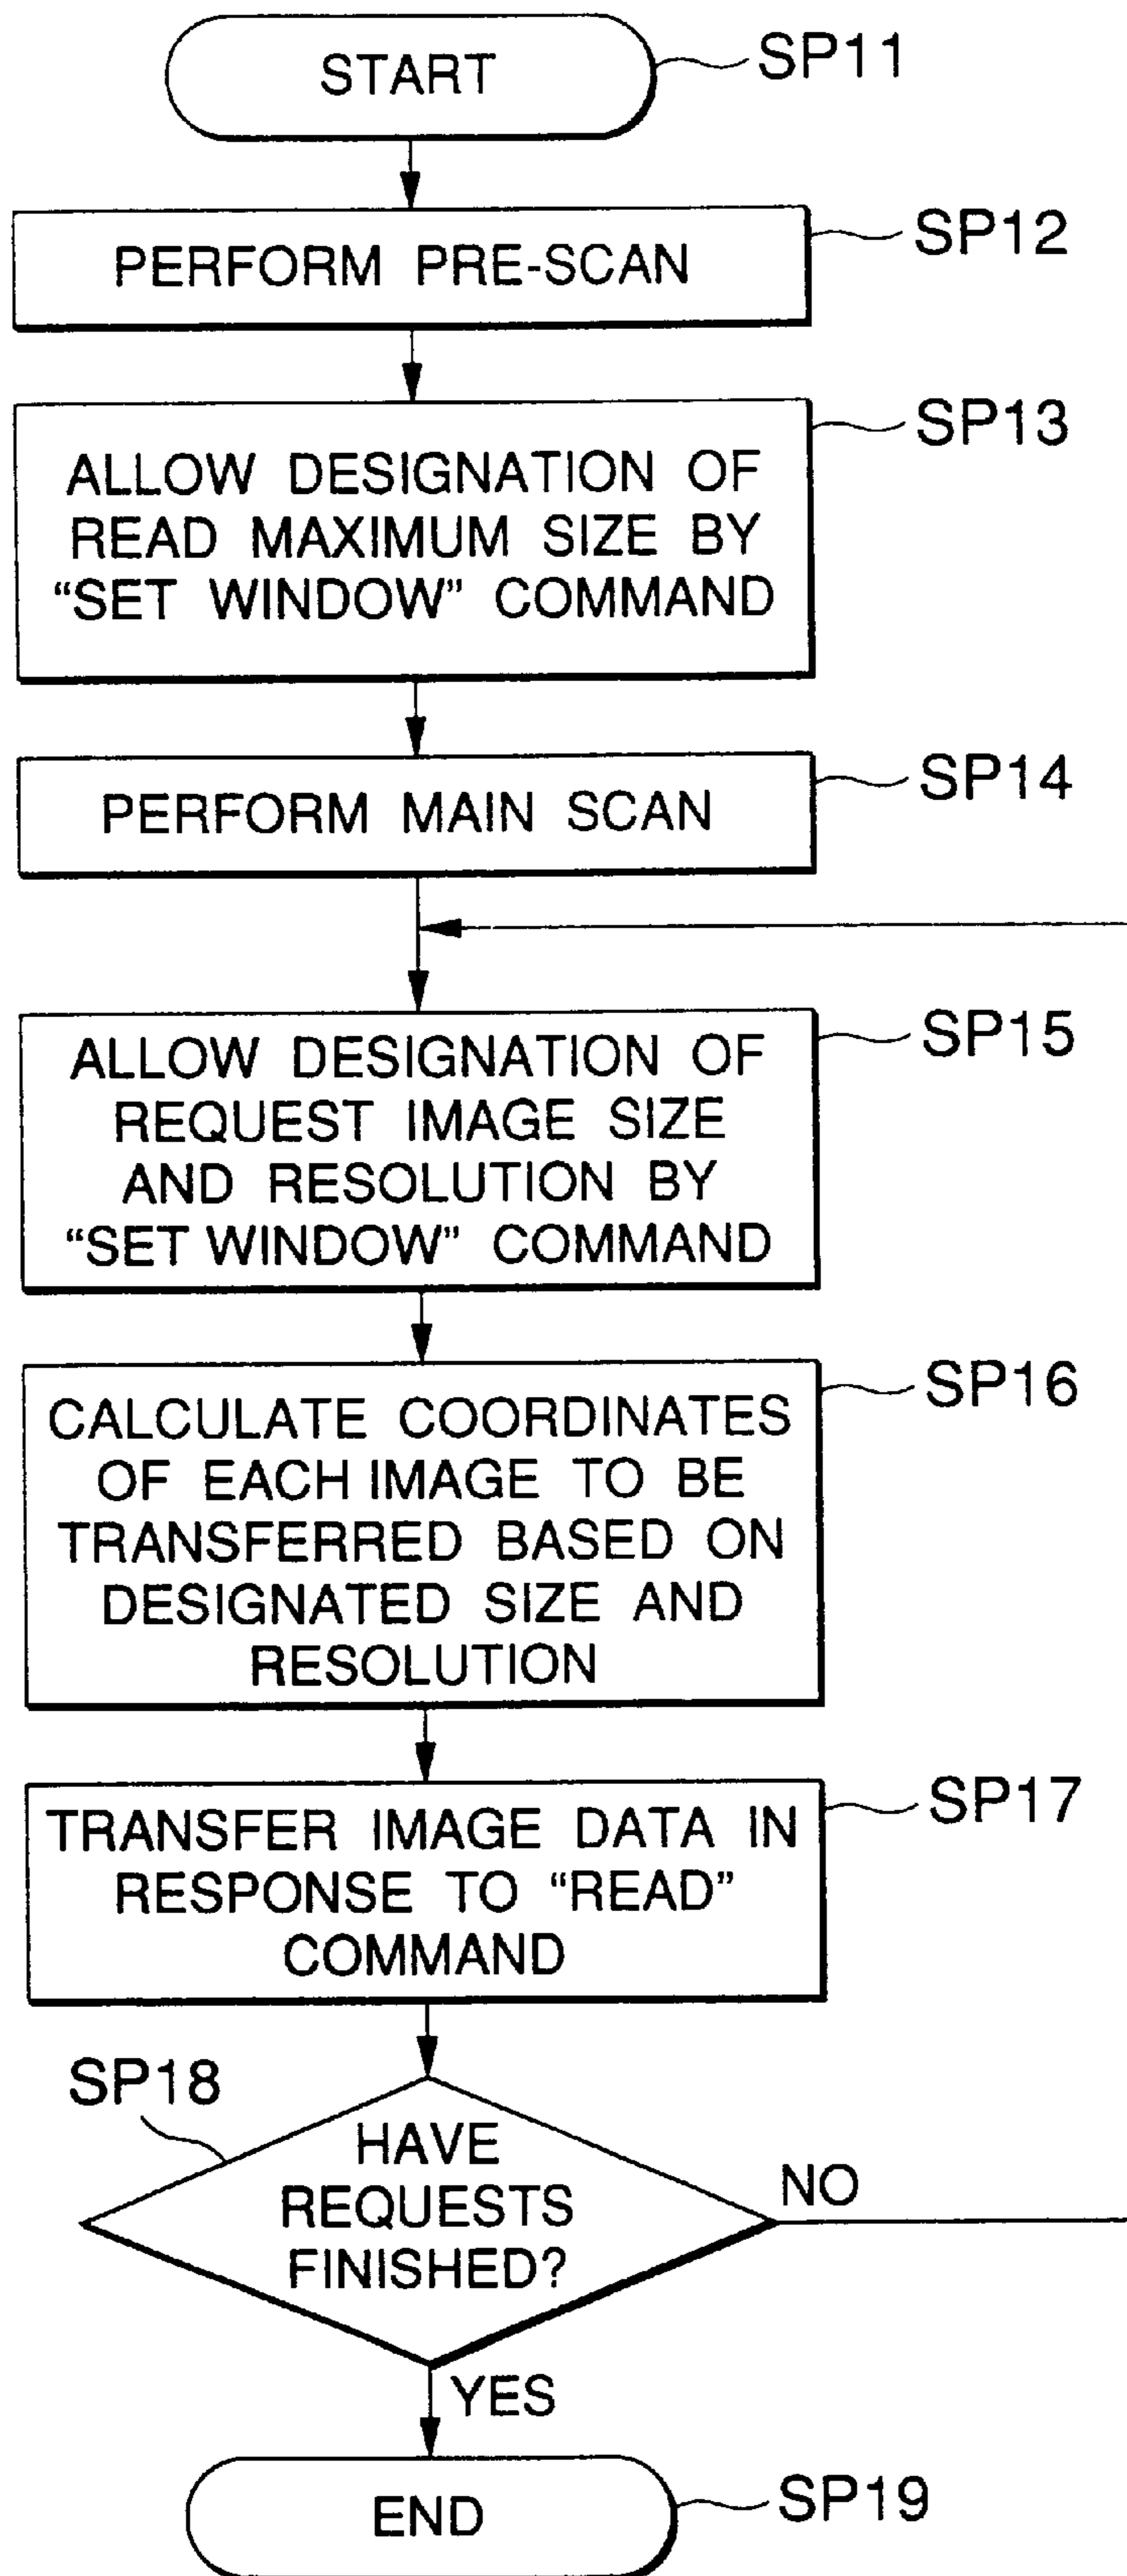 START
SP11
PERFORM PRE-SCAN
SP12
ALLOW DESIGNATION OF
READ MAXIMUM SIZE BY
“SET WINDOW” COMMAND
SP13
PERFORM MAIN SCAN
SP14
ALLOW DESIGNATION OF
REQUEST IMAGE SIZE
AND RESOLUTION BY
“SET WINDOW” COMMAND
SP15
CALCULATE COORDINATES
OF EACH IMAGE TO BE
TRANSFERRED BASED ON
DESIGNATED SIZE AND
RESOLUTION
SP16
TRANSFER IMAGE DATA IN
RESPONSE TO “READ”
COMMAND
SP17
SP18
HAVE
REQUESTS
FINISHED?
NO
YES
END
SP19